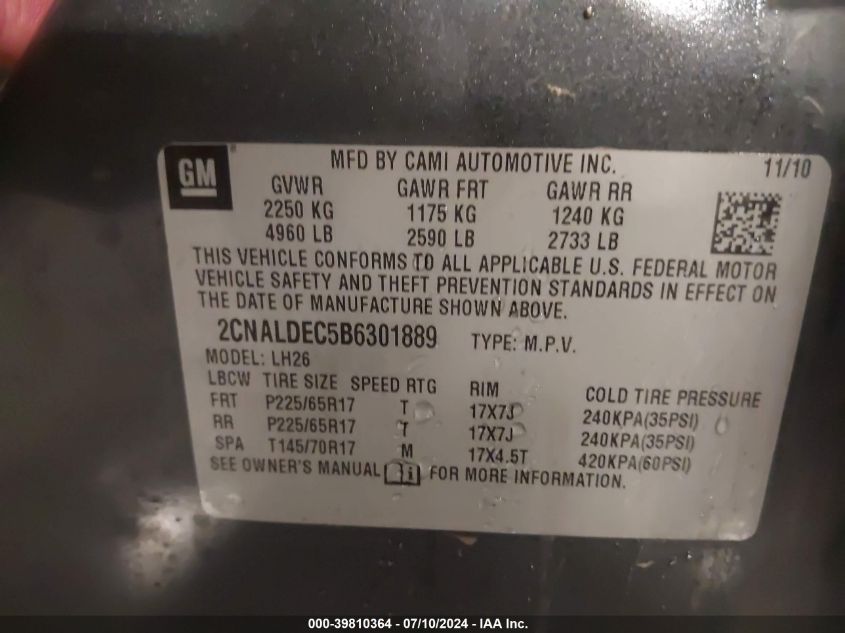 GM
MFD BY CAMI AUTOMOTIVE INC.
11/10
GVWR GAWR FRT GAWR RR
2250 KG 1175 KG 1240 KG
4960 LB 2590 LB 2733 LB
THIS VEHICLE CONFORMS TO ALL APPLICABLE U.S. FEDERAL MOTOR
VEHICLE SAFETY AND THEFT PREVENTION STANDARDS IN EFFECT ON
THE DATE OF MANUFACTURE SHOWN ABOVE.
2CNALDEC5B6301889 TYPE: M.P.V.
MODEL: LH26
LBCW TIRE SIZE SPEED RTG RIM COLD TIRE PRESSURE
FRT P225/65R17 T 17X7J 240KPA(35PSI)
RR P225/65R17 T 17X7J 240KPA(35PSI)
SPA T145/70R17 M 17X4.5T 420KPA(60PSI)
SEE OWNER'S MANUAL FOR MORE INFORMATION.
000-39810364 - 07/10/2024 - IAA Inc.